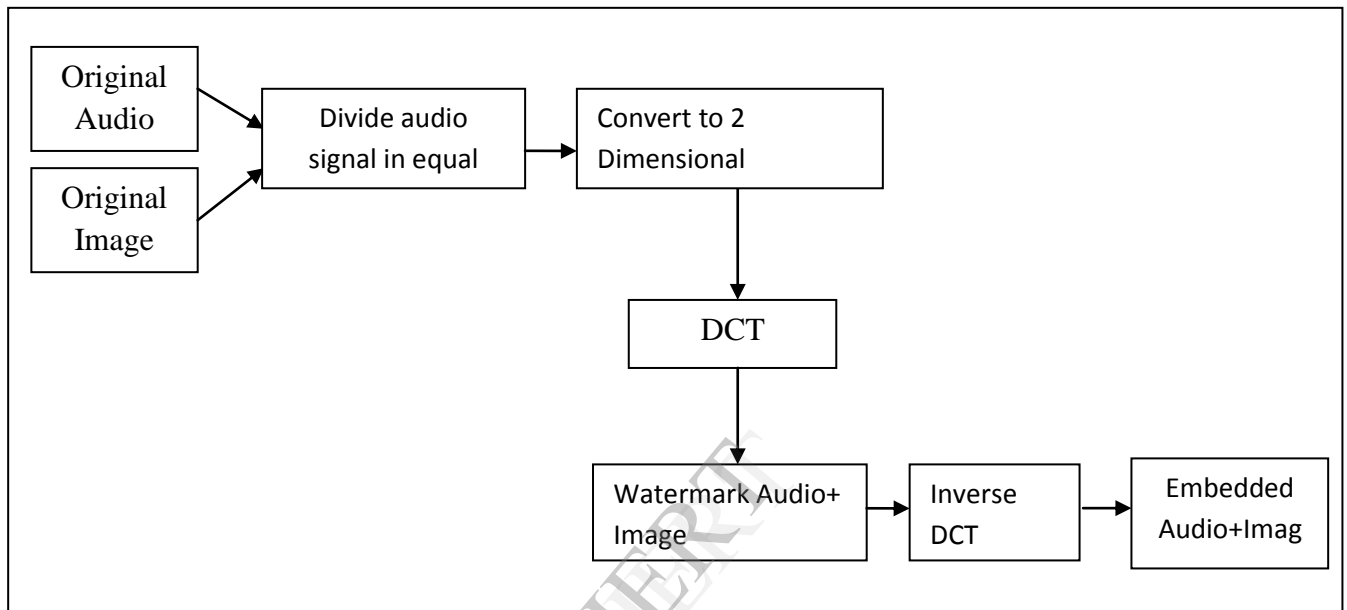 Original
Audio
Original
Image
Divide audio
signal in equal
Convert to 2
Dimensional
DCT
Watermark Audio+
Image
Inverse
DCT
Embedded
Audio+Imag
IJERT